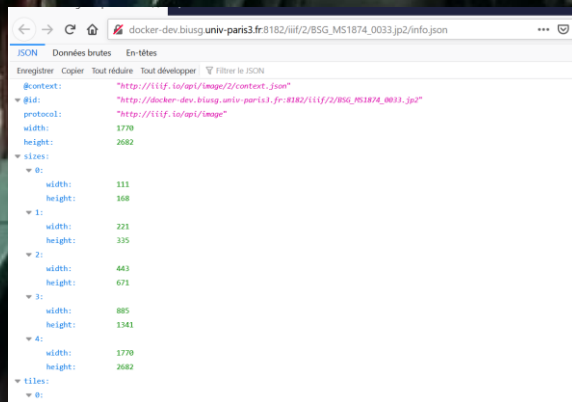 docker-dev.biusg.univ-paris3.fr:8182/iiif/2/BSG_MS1874_0033.jp2/info.json
JSON Données brutes En-têtes
Enregistrer Copier Tout réduire Tout développer Filtrer le JSON
@context: "http://iiif.io/api/image/2/context.json"
@id: "http://docker-dev.biusg.univ-paris3.fr:8182/iiif/2/BSG_MS1874_0033.jp2"
protocol: "http://iiif.io/api/image"
width: 1770
height: 2682
sizes:
0:
width: 111
height: 168
1:
width: 221
height: 335
2:
width: 443
height: 671
3:
width: 885
height: 1341
4:
width: 1770
height: 2682
tiles:
0: